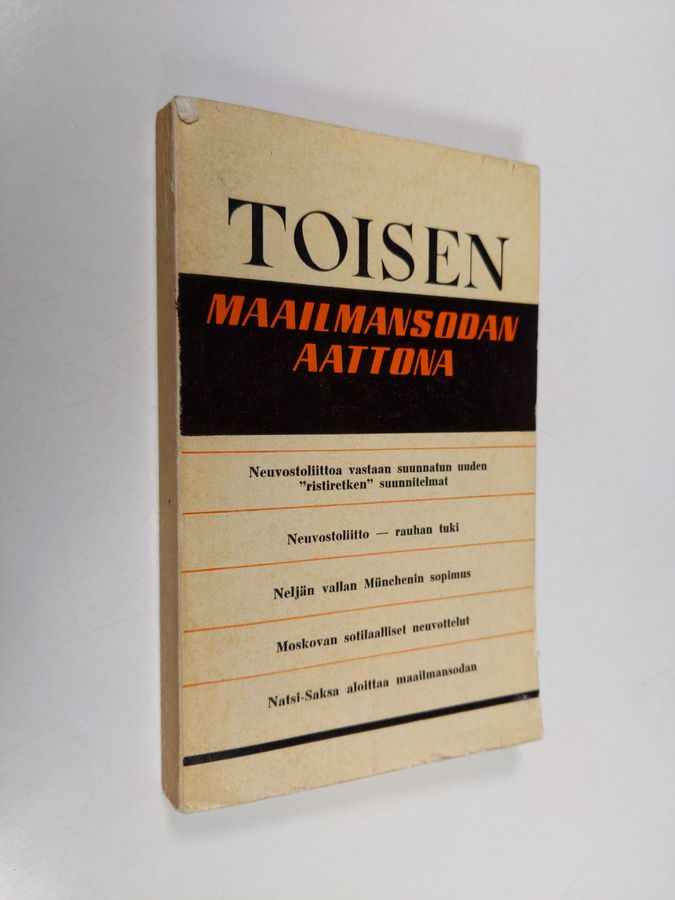 TOISEN
MAAILMANSODAN
AATTONA
Neuvostoliittoa vastaan suunnatun uuden
”ristiretken” suunnitelmat
Neuvostoliitto — rauhan tuki
Neljän vallan Münchenin sopimus
Moskovan sotilaalliset neuvottelut
Natsi-Saksa aloittaa maailmansodan